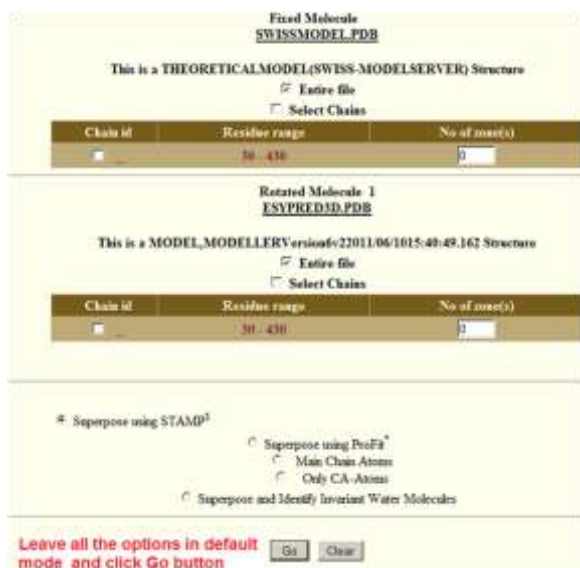 Fixed Molecule
SWISSMODEL.PDB
This is a THEORETICALMODEL(SWISS-MODELSERVER) Structure
Entire file
Select Chains
Chain id Residue range No of zone(s)
_ 30 - 430 0
Rotated Molecule 1
ESYPRED3D.PDB
This is a MODEL,MODELLERVersion6v22011/06/1015:40:49.162 Structure
Entire file
Select Chains
Chain id Residue range No of zone(s)
_ 30 - 430 0
Superpose using STAMP
Superpose using ProFit*
Main Chain Atoms
Only CA-Atoms
Superpose and Identify Invariant Water Molecules
Leave all the options in default
mode and click Go button
Go Clear